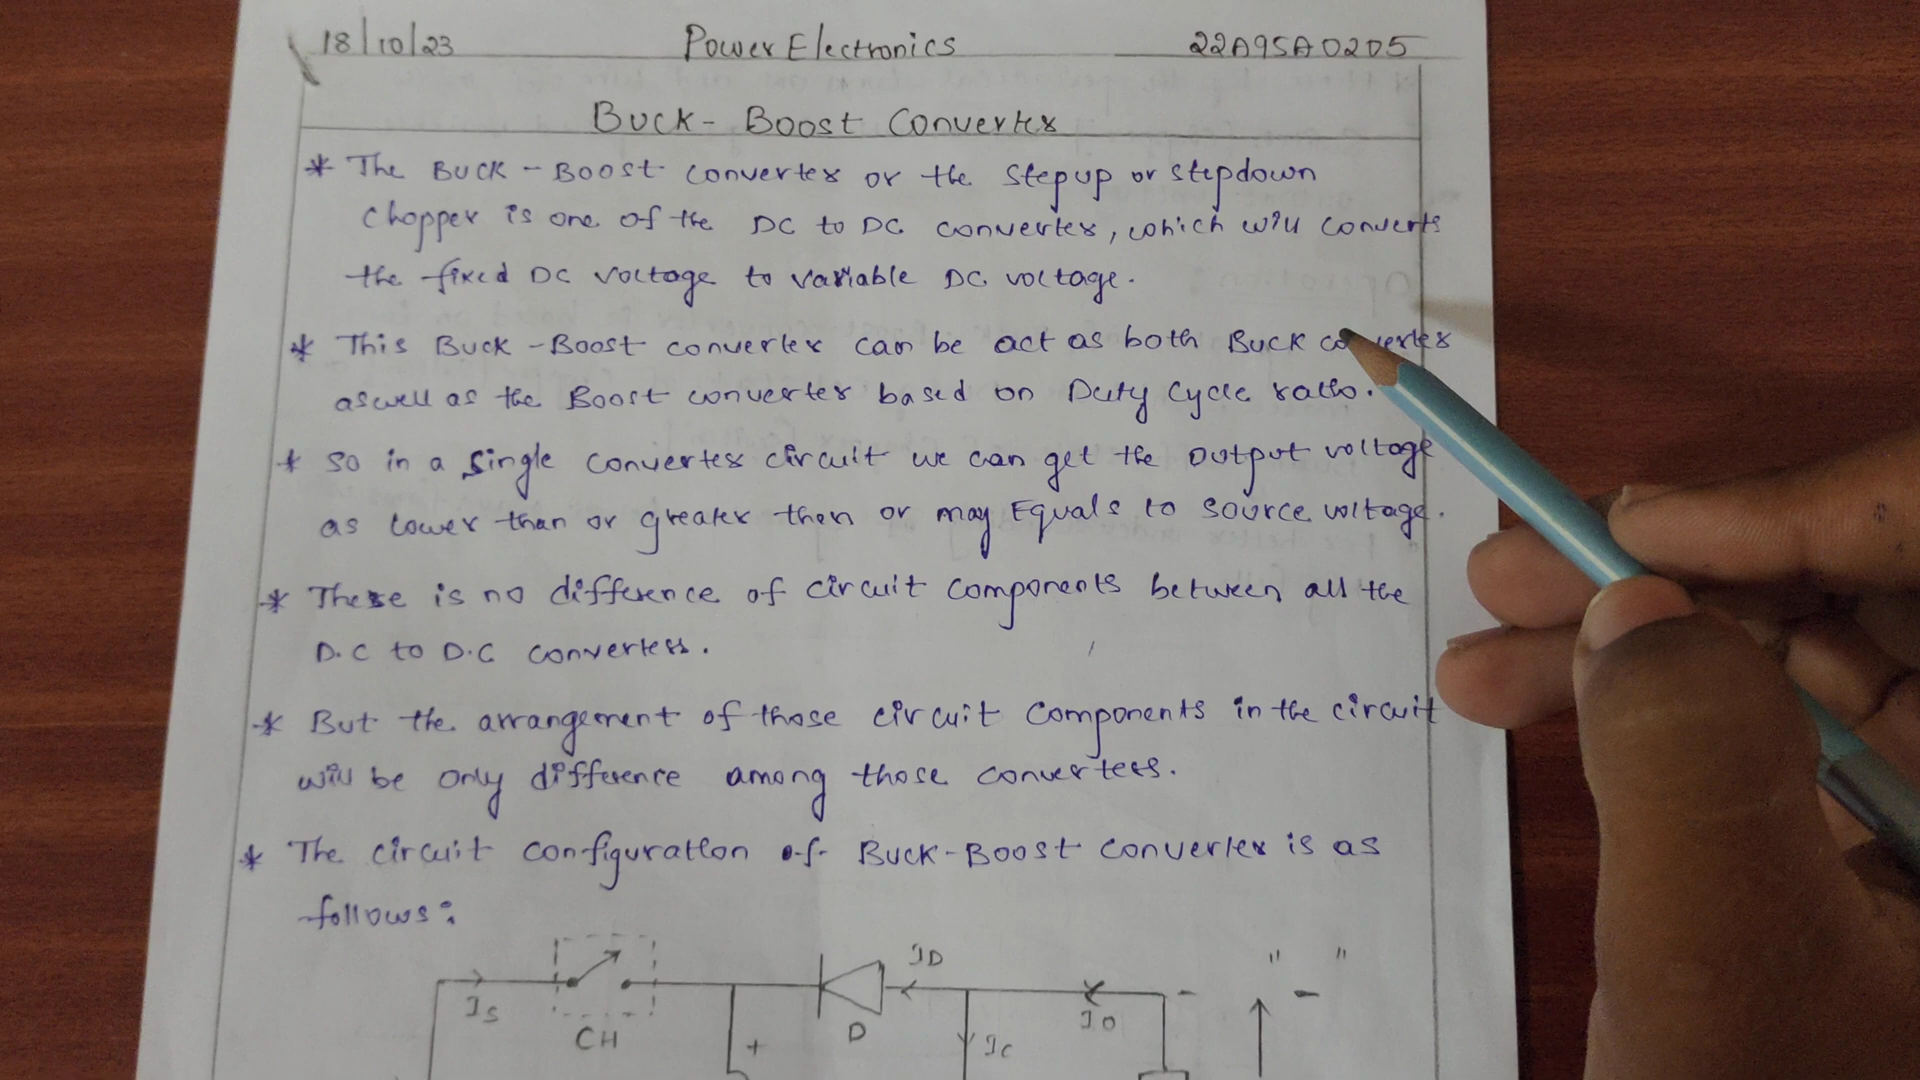 18/10/23 Power Electronics 22A95A0205
Buck-Boost Converter
* The Buck-Boost converter or the Stepup or stepdown
chopper is one of the DC to DC converter, which will converts
the fixed DC voltage to variable DC voltage.
* This Buck-Boost converter can be act as both Buck converter
aswell as the Boost converter based on Duty cycle ratio.
* So in a single converter circuit we can get the output voltage
as lower than or greater then or may Equals to source voltage.
* There is no difference of circuit components between all the
D.C to D.C converters.
* But the arrangement of those circuit components in the circuit
will be only difference among those converters.
* The circuit configuration of Buck-Boost converter is as
follows:
ID " "
Is CH + D Ic Io - -